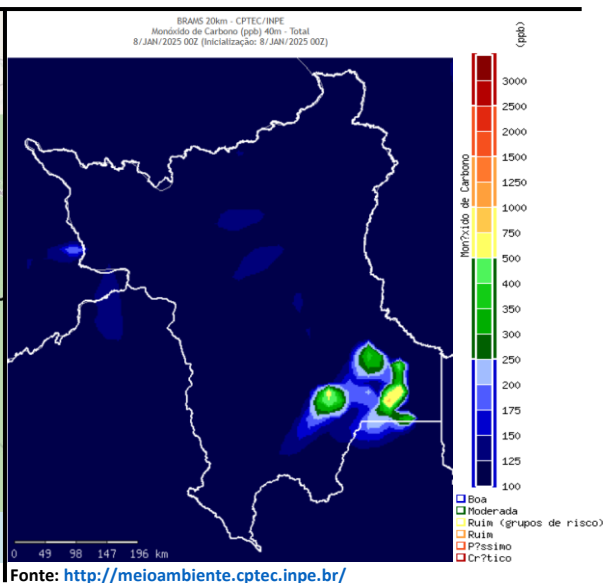 BRAMS 20km - CPTEC/INPE
Monóxido de Carbono (ppb) 40m - Total
8/JAN/2025 00Z (Inicialização: 8/JAN/2025 00Z)
(ppb)
Mon?xido de Carbono
3000
2500
2000
1500
1250
1000
750
500
400
350
300
250
200
175
150
125
100
Boa
Moderada
Ruim (grupos de risco)
Ruim
P?ssimo
Cr?tico
0 49 98 147 196 km
Fonte: http://meioambiente.cptec.inpe.br/